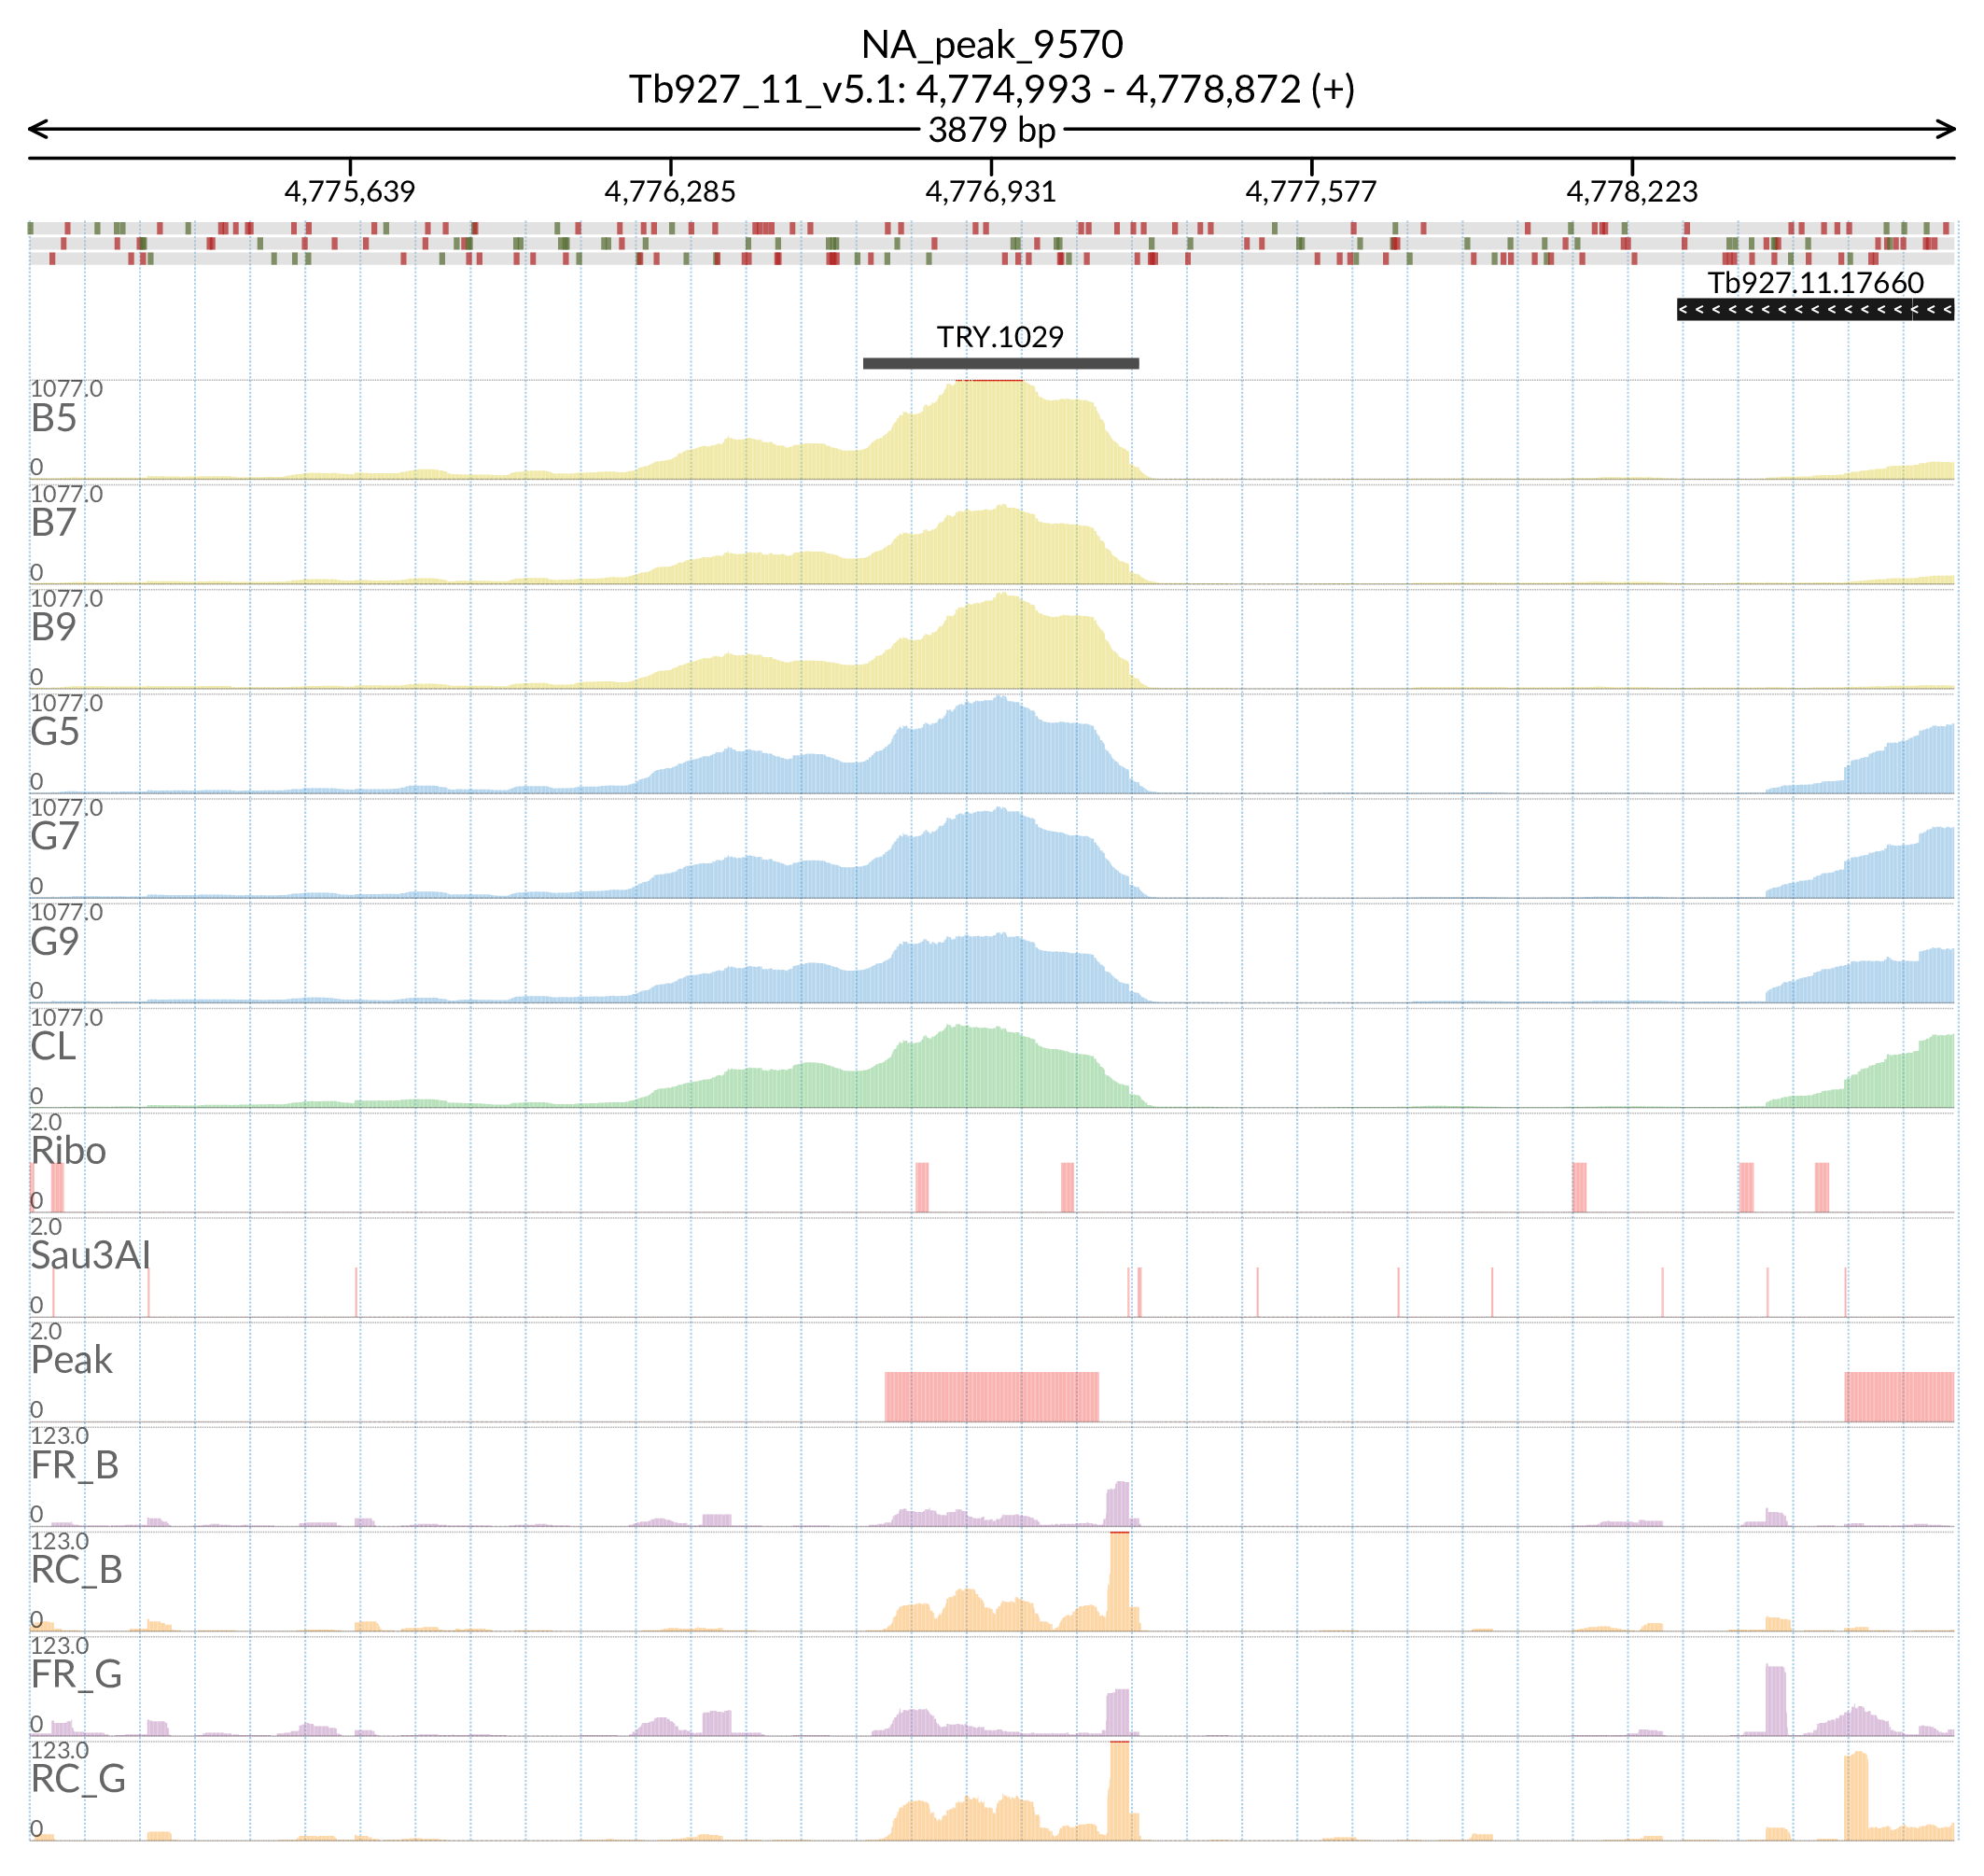 NA_peak_9570
Tb927_11_v5.1: 4,774,993 - 4,778,872 (+)
3879 bp
4,775,639 4,776,285 4,776,931 4,777,577 4,778,223
Tb927.11.17660
< < < < < < < < < < < < < < < < <
TRY.1029
1077.0
B5
0
1077.0
B7
0
1077.0
B9
0
1077.0
G5
0
1077.0
G7
0
1077.0
G9
0
1077.0
CL
0
2.0
Ribo
0
2.0
Sau3AI
0
2.0
Peak
0
123.0
FR_B
0
123.0
RC_B
0
123.0
FR_G
0
123.0
RC_G
0